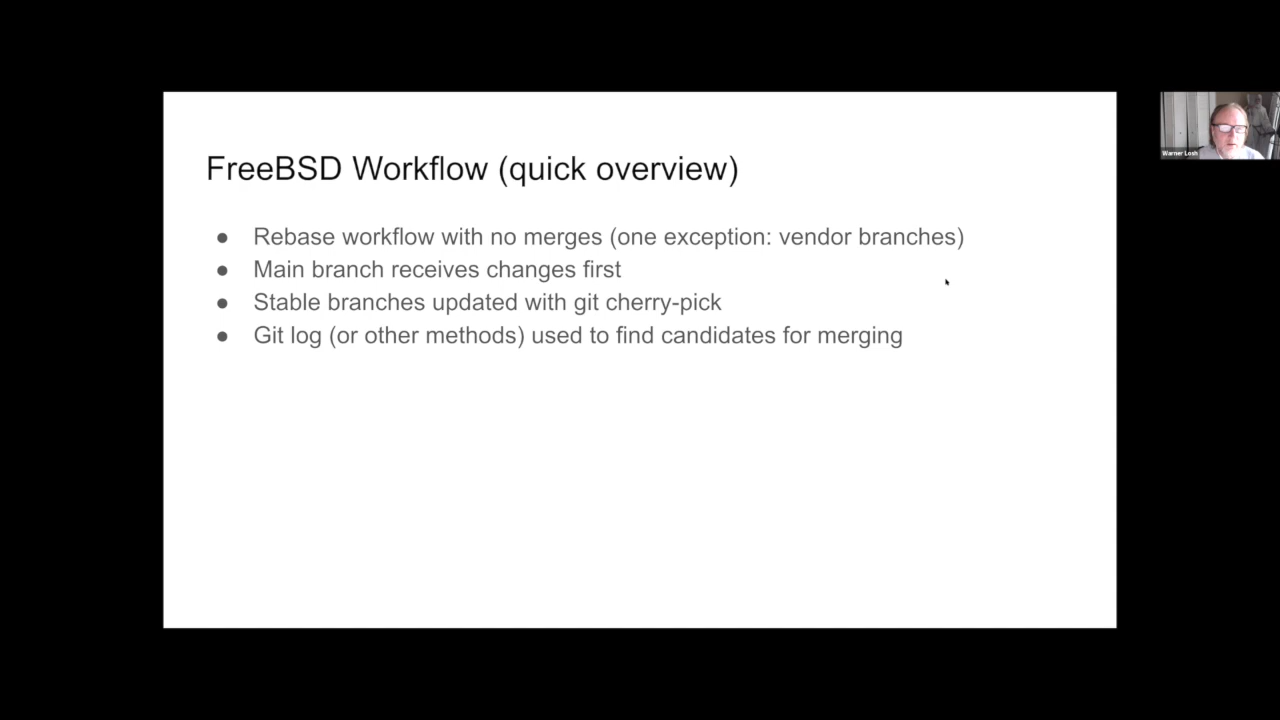 FreeBSD Workflow (quick overview)
● Rebase workflow with no merges (one exception: vendor branches)
● Main branch receives changes first
● Stable branches updated with git cherry-pick
● Git log (or other methods) used to find candidates for merging
Warner Losh